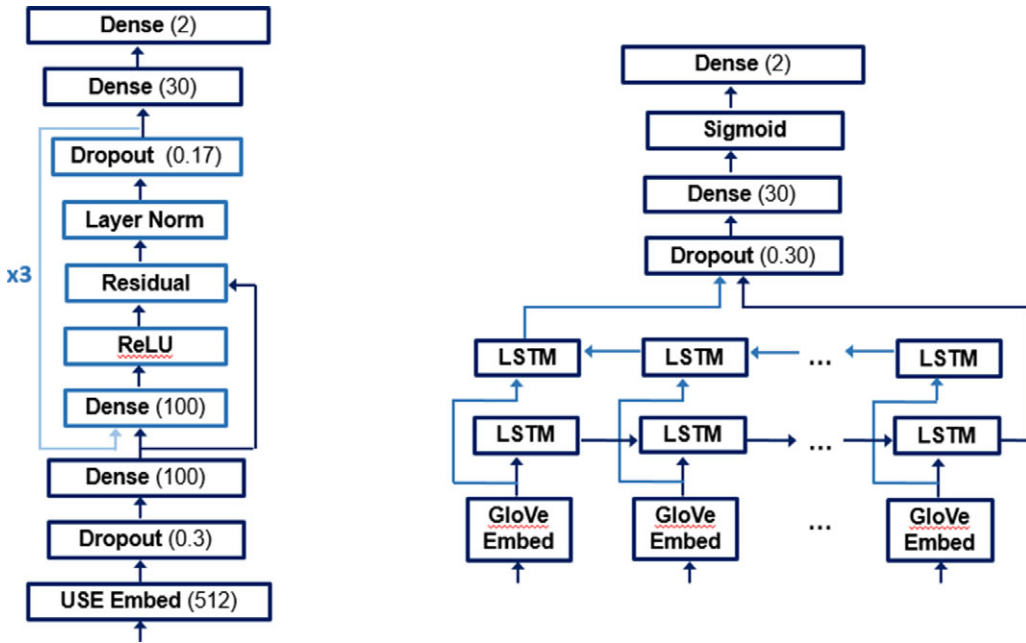 Dense (2)
Dense (30)
Dropout (0.17)
Layer Norm
x3
Residual
ReLU
Dense (100)
Dense (100)
Dropout (0.3)
USE Embed (512)
Dense (2)
Sigmoid
Dense (30)
Dropout (0.30)
LSTM LSTM ... LSTM
LSTM LSTM ... LSTM
GloVe GloVe ... GloVe
Embed Embed Embed